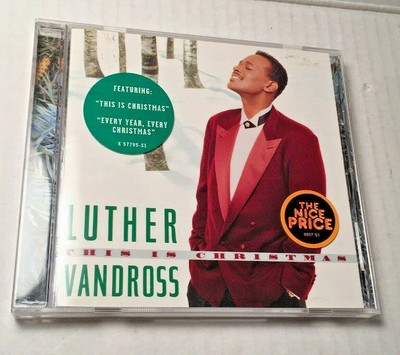 FEATURING:
"THIS IS CHRISTMAS"
"EVERY YEAR, EVERY
CHRISTMAS"
LUTHER
THIS IS CHRISTMAS
VANDROSS
THE
NICE
PRICE